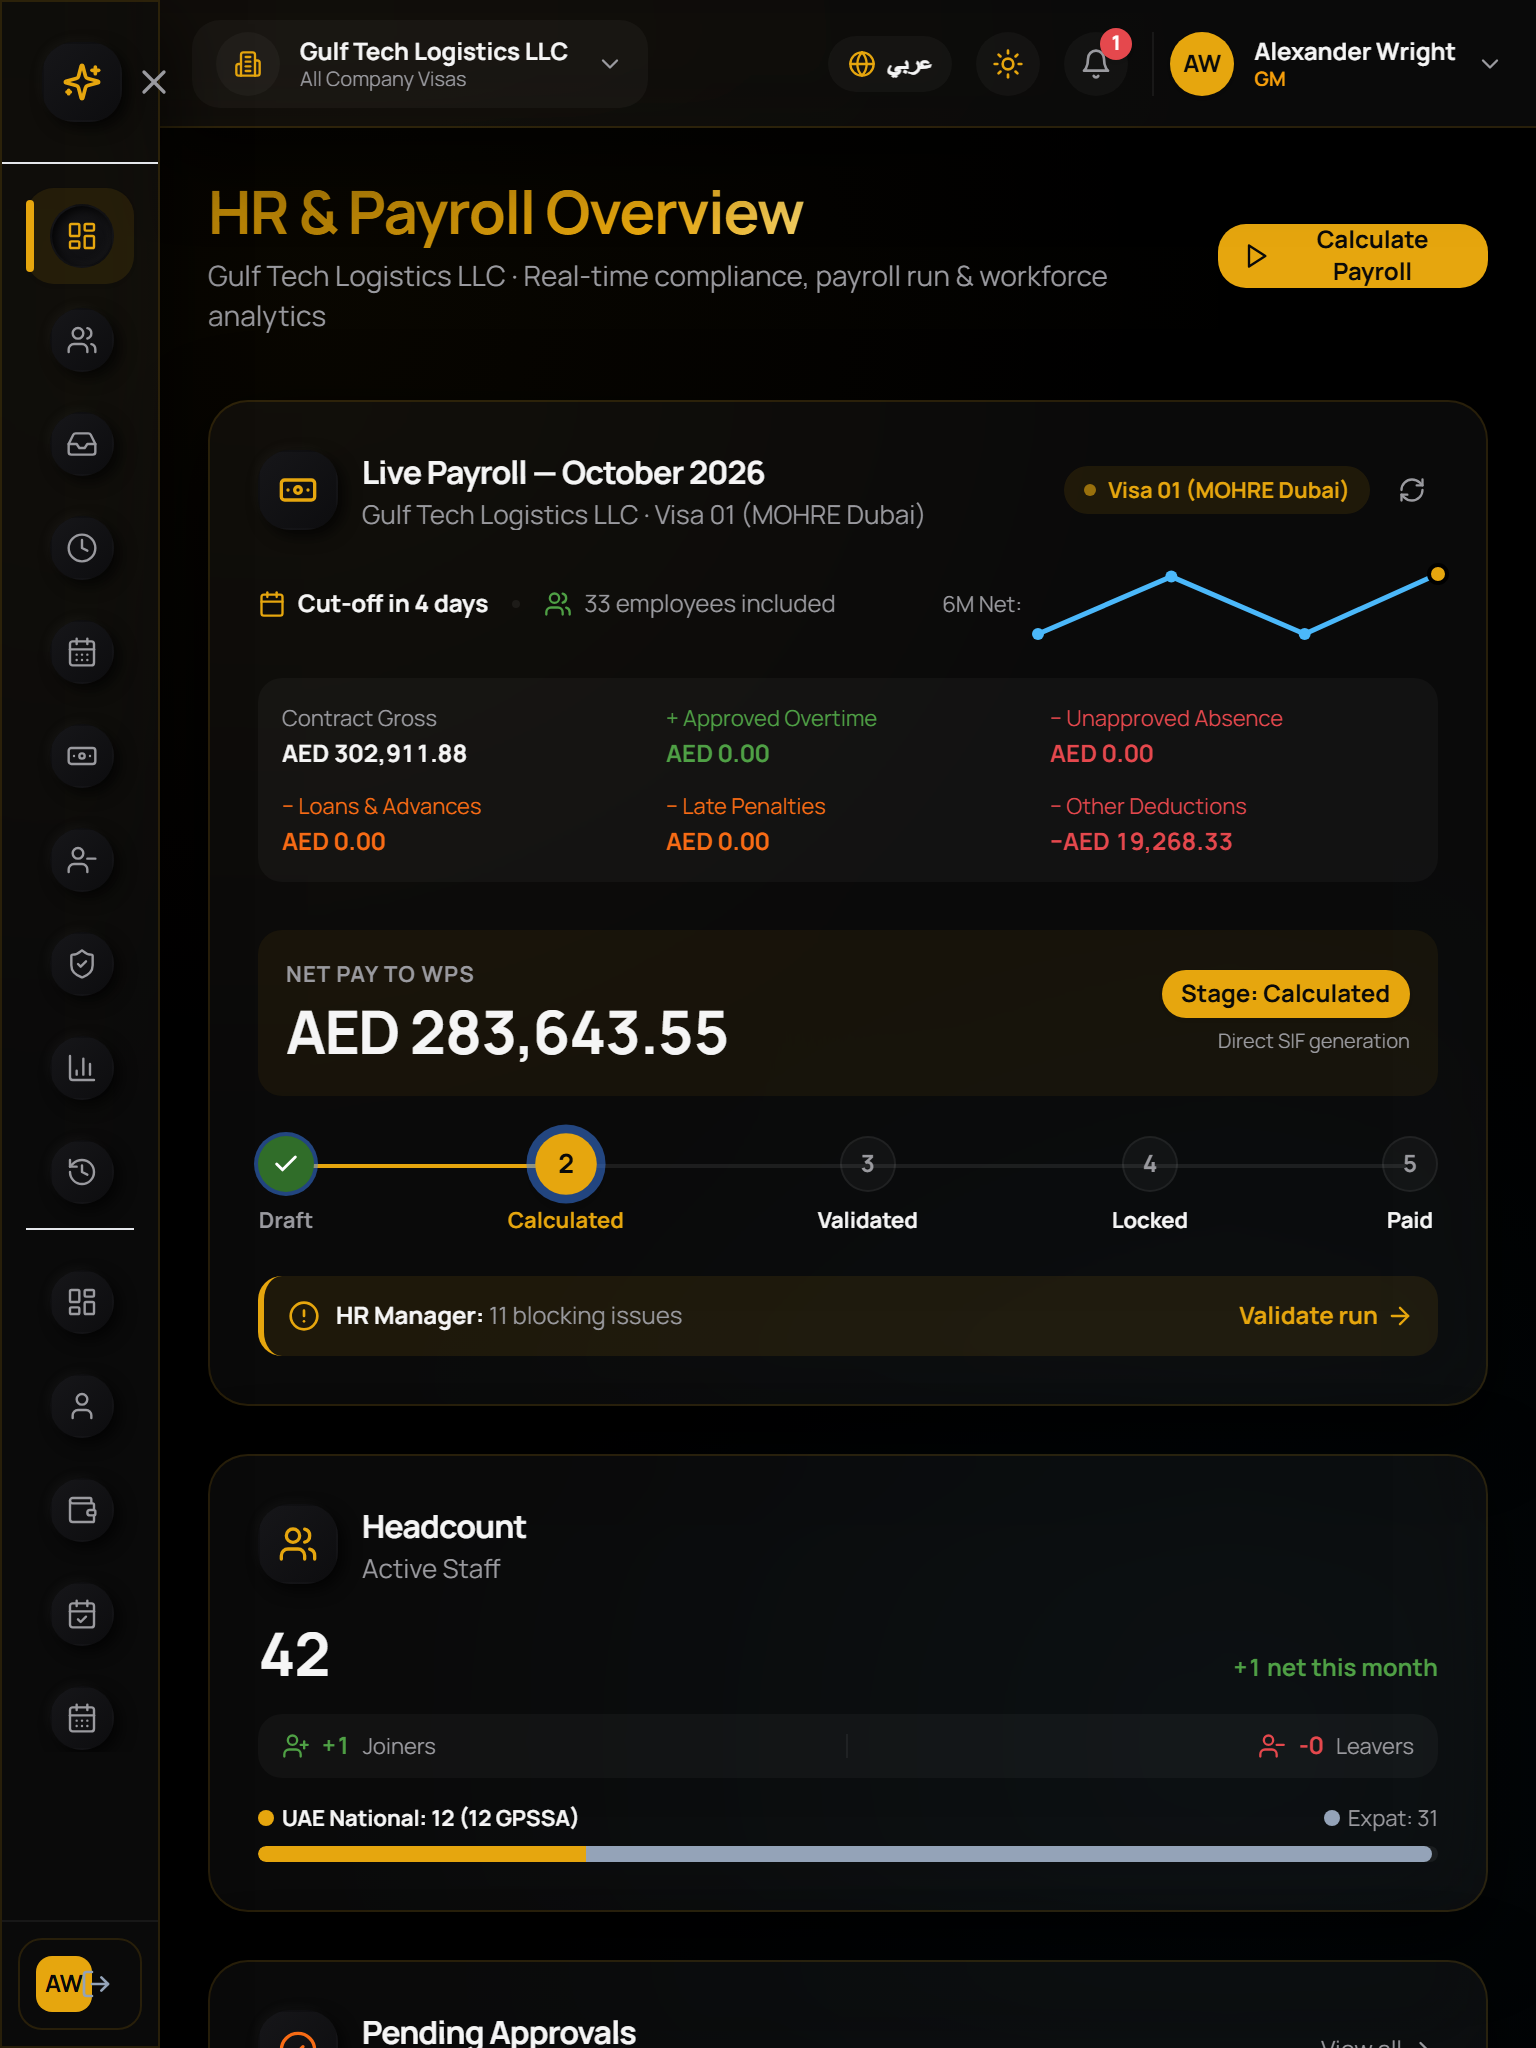 Gulf Tech Logistics LLC
All Company Visas
عربي
1
AW
Alexander Wright
GM
HR & Payroll Overview
Gulf Tech Logistics LLC · Real-time compliance, payroll run & workforce
analytics
Calculate
Payroll
Live Payroll — October 2026
Gulf Tech Logistics LLC · Visa 01 (MOHRE Dubai)
Visa 01 (MOHRE Dubai)
Cut-off in 4 days
33 employees included
6M Net:
Contract Gross
AED 302,911.88
+ Approved Overtime
AED 0.00
− Unapproved Absence
AED 0.00
− Loans & Advances
AED 0.00
− Late Penalties
AED 0.00
− Other Deductions
−AED 19,268.33
NET PAY TO WPS
AED 283,643.55
Stage: Calculated
Direct SIF generation
2
3
4
5
Draft
Calculated
Validated
Locked
Paid
HR Manager: 11 blocking issues
Validate run
Headcount
Active Staff
42
+1 net this month
+1 Joiners
-0 Leavers
UAE National: 12 (12 GPSSA)
Expat: 31
AW
Pending Approvals
View all